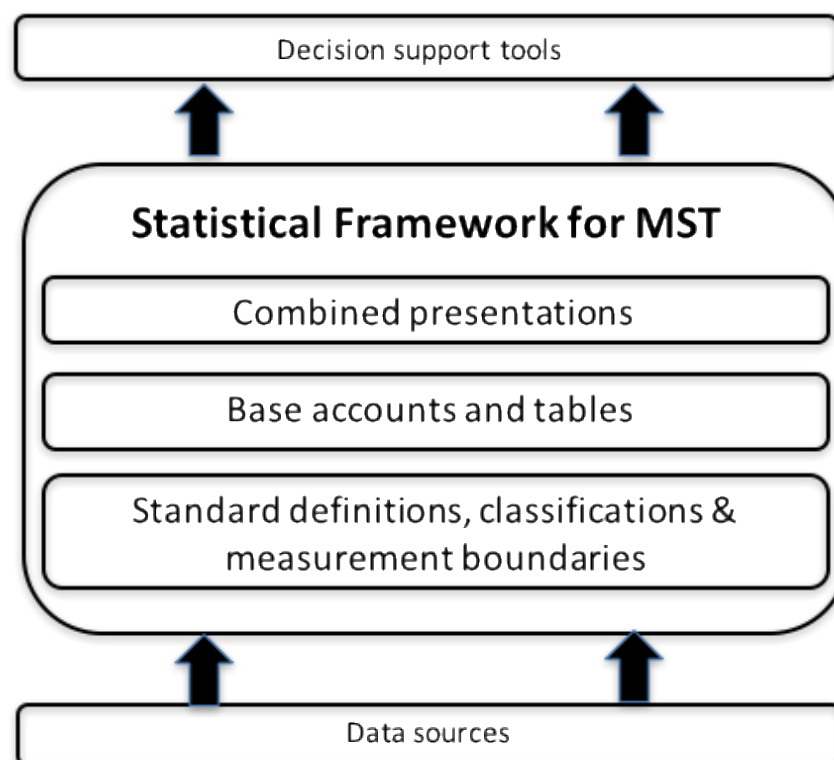 Decision support tools
Statistical Framework for MST
Combined presentations
Base accounts and tables
Standard definitions, classifications &
measurement boundaries
Data sources